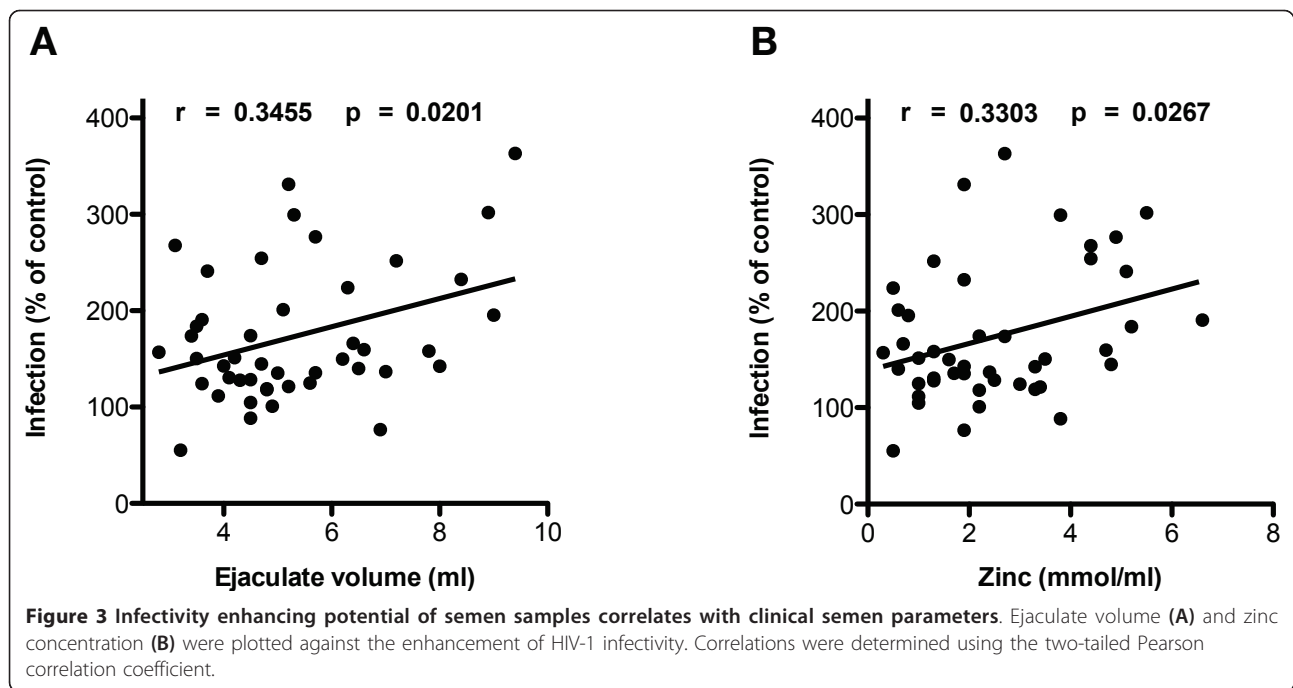 A
r = 0.3455 p = 0.0201
Infection (% of control)
400
300
200
100
0
4 6 8 10
Ejaculate volume (ml)
B
r = 0.3303 p = 0.0267
Infection (% of control)
400
300
200
100
0
0 2 4 6 8
Zinc (mmol/ml)
Figure 3 Infectivity enhancing potential of semen samples correlates with clinical semen parameters. Ejaculate volume (A) and zinc
concentration (B) were plotted against the enhancement of HIV-1 infectivity. Correlations were determined using the two-tailed Pearson
correlation coefficient.